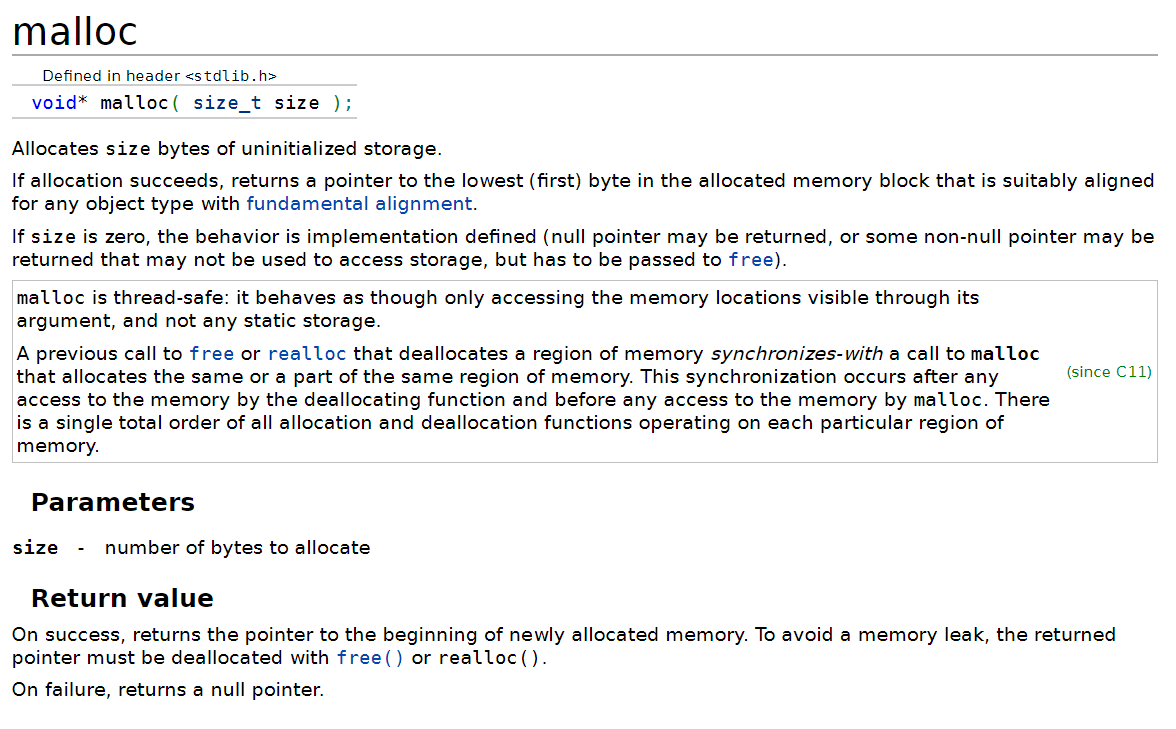 malloc
Defined in header <stdlib.h>
void* malloc( size_t size );
Allocates size bytes of uninitialized storage.
If allocation succeeds, returns a pointer to the lowest (first) byte in the allocated memory block that is suitably aligned
for any object type with fundamental alignment.
If size is zero, the behavior is implementation defined (null pointer may be returned, or some non-null pointer may be
returned that may not be used to access storage, but has to be passed to free).
malloc is thread-safe: it behaves as though only accessing the memory locations visible through its
argument, and not any static storage.
A previous call to free or realloc that deallocates a region of memory synchronizes-with a call to malloc
that allocates the same or a part of the same region of memory. This synchronization occurs after any
access to the memory by the deallocating function and before any access to the memory by malloc. There
is a single total order of all allocation and deallocation functions operating on each particular region of
memory.
(since C11)
Parameters
size - number of bytes to allocate
Return value
On success, returns the pointer to the beginning of newly allocated memory. To avoid a memory leak, the returned
pointer must be deallocated with free() or realloc().
On failure, returns a null pointer.